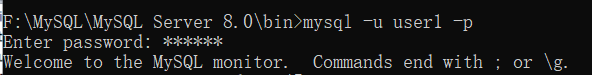 F:\MySQL\MySQL Server 8.0\bin>mysql -u user1 -p
Enter password: ******
Welcome to the MySQL monitor.  Commands end with ; or \g.